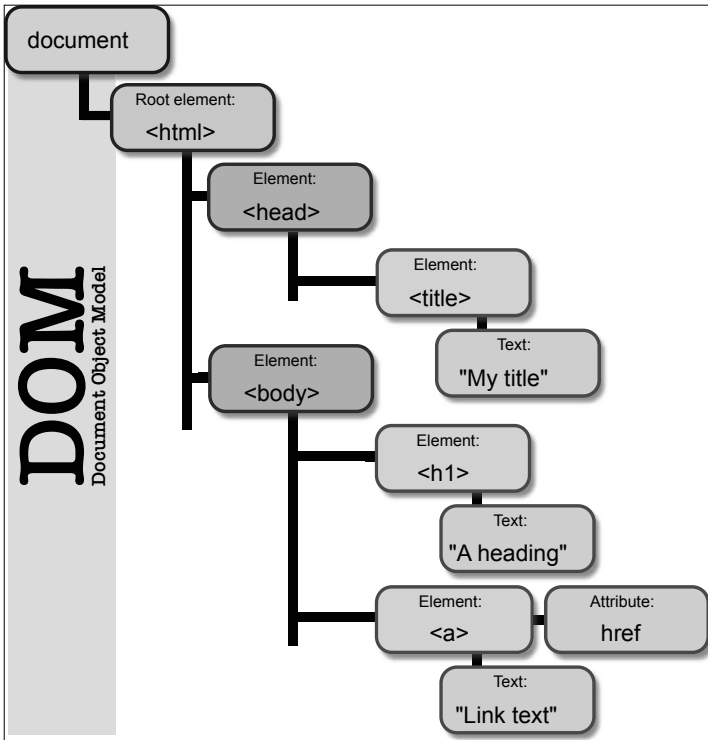 document
Root element:
<html>
Element:
<head>
Element:
<title>
Text:
"My title"
Element:
<body>
Element:
<h1>
Text:
"A heading"
Element:
<a>
Attribute:
href
Text:
"Link text"
DOM
Document Object Model